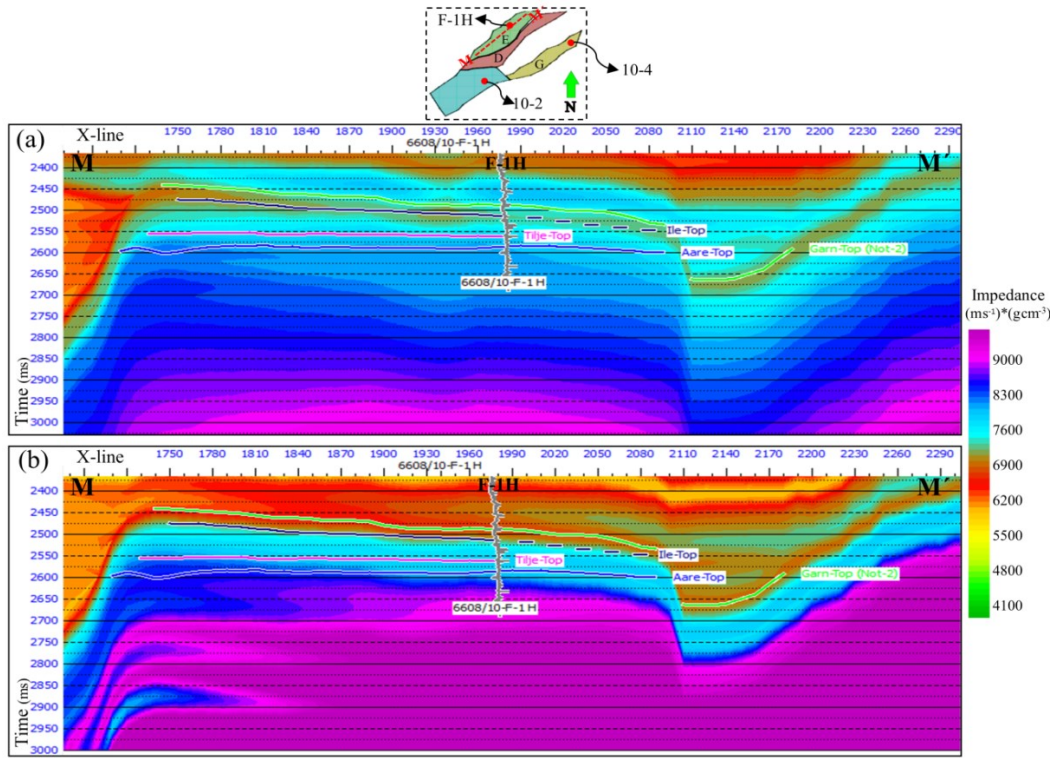 F-1H
M
M´
E
D
G
10-4
10-2
N
(a) X-line 1750 1780 1810 1840 1870 1900 1930 1960 1990 2020 2050 2080 2110 2140 2170 2200 2230 2260 2290
6608/10-F-1 H
M F-1H M´
2400
2450
2500
2550 Ile-Top
Tilje-Top
2600 Aare-Top Garn-Top (Not-2)
2650
6608/10-F-1 H
2700
2750
2800
2850
2900
2950
3000
Time (ms)
(b) X-line 1750 1780 1810 1840 1870 1900 1930 1960 1990 2020 2050 2080 2110 2140 2170 2200 2230 2260 2290
6608/10-F-1 H
M F-1H M´
2400
2450
2500
2550 Ile-Top
Tilje-Top
2600 Aare-Top Garn-Top (Not-2)
2650
6608/10-F-1 H
2700
2750
2800
2850
2900
2950
3000
Time (ms)
Impedance
(ms⁻¹)*(gcm⁻³)
9000
8300
7600
6900
6200
5500
4800
4100